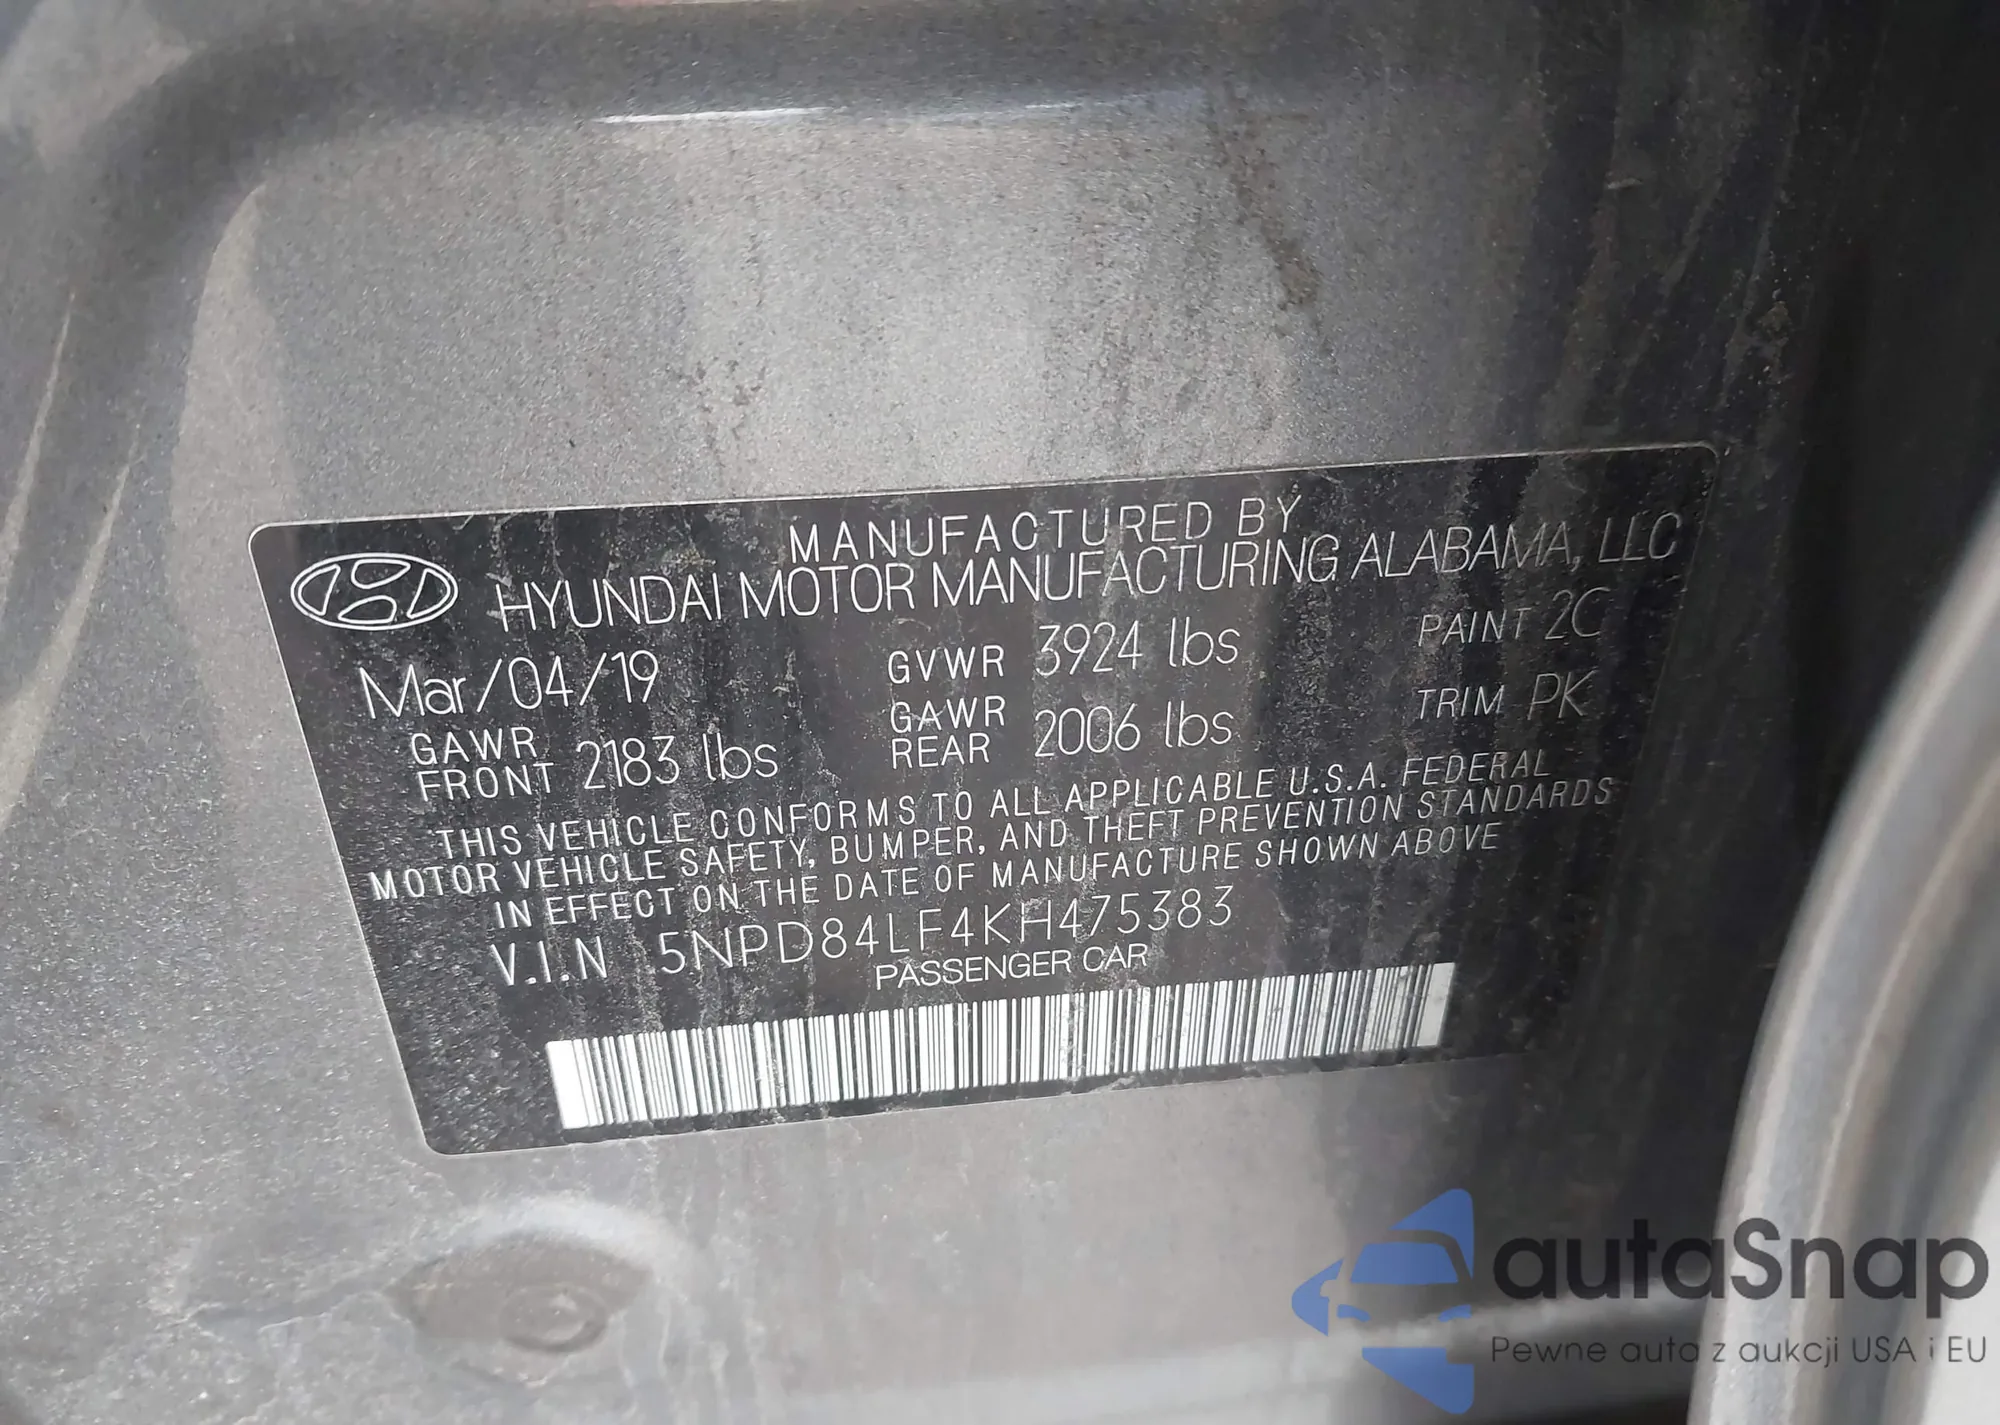 MANUFACTURED BY
HYUNDAI MOTOR MANUFACTURING ALABAMA, LLC
Mar/04/19 GVWR 3924 lbs PAINT 2C
GAWR FRONT 2183 lbs GAWR REAR 2006 lbs TRIM PK
THIS VEHICLE CONFORMS TO ALL APPLICABLE U.S.A. FEDERAL
MOTOR VEHICLE SAFETY, BUMPER, AND THEFT PREVENTION STANDARDS
IN EFFECT ON THE DATE OF MANUFACTURE SHOWN ABOVE
V.I.N 5NPD84LF4KH475383
PASSENGER CAR
autaSnap
Pewne auta z aukcji USA i EU